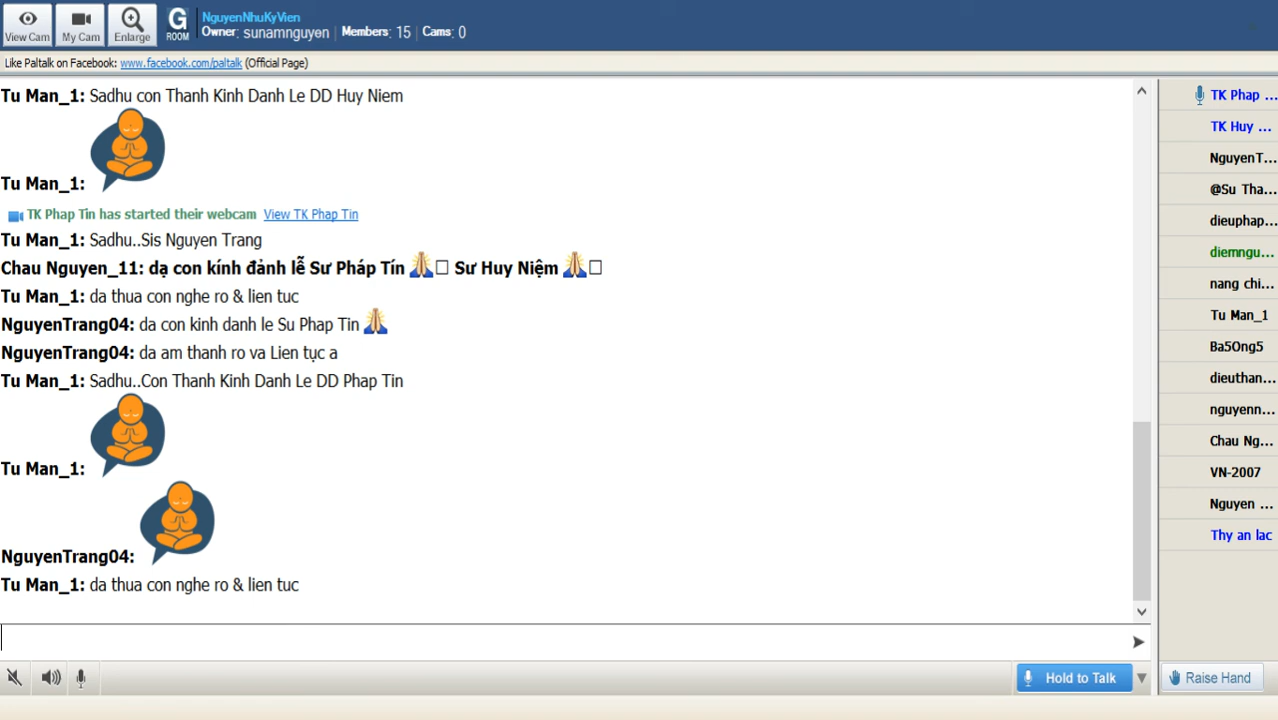 View Cam
My Cam
Enlarge
G
ROOM
NguyenNhuKyVien
Owner: sunamnguyen Members: 15 Cams: 0
Like Paltalk on Facebook: www.facebook.com/paltalk (Official Page)
Tu Man_1: Sadhu con Thanh Kinh Danh Le DD Huy Niem
Tu Man_1:
TK Phap Tin has started their webcam View TK Phap Tin
Tu Man_1: Sadhu..Sis Nguyen Trang
Chau Nguyen_11: dạ con kính đảnh lễ Sư Pháp Tín 🙏 Sư Huy Niệm 🙏
Tu Man_1: da thua con nghe ro & lien tuc
NguyenTrang04: da con kinh danh le Su Phap Tin 🙏
NguyenTrang04: da am thanh ro va Lien tục a
Tu Man_1: Sadhu..Con Thanh Kinh Danh Le DD Phap Tin
Tu Man_1:
NguyenTrang04:
Tu Man_1: da thua con nghe ro & lien tuc
Hold to Talk
TK Phap ...
TK Huy ...
NguyenT...
@Su Tha...
dieuphap...
diemngu...
nang chi...
Tu Man_1
Ba5Ong5
dieuthan...
nguyenn...
Chau Ng...
VN-2007
Nguyen ...
Thy an lac
Raise Hand